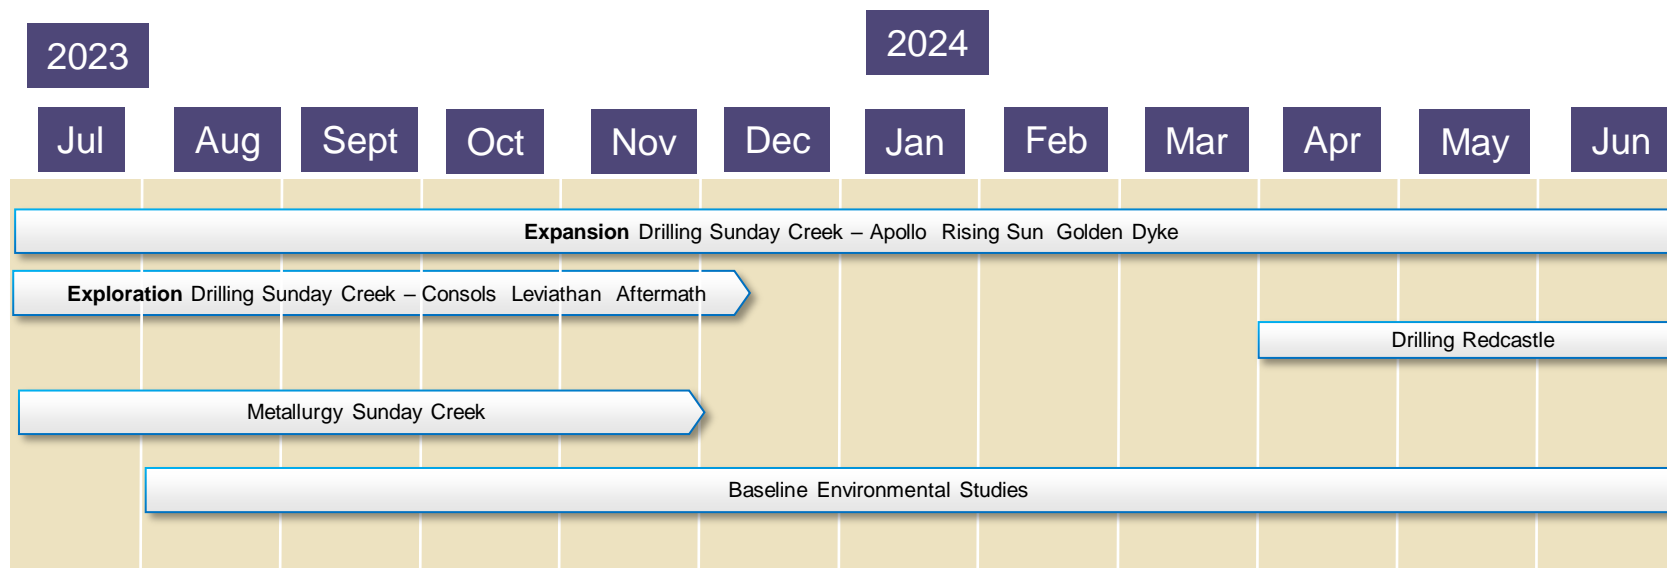 2023
2024
Jul Aug Sept Oct Nov Dec Jan Feb Mar Apr May Jun
Expansion Drilling Sunday Creek – Apollo Rising Sun Golden Dyke
Exploration Drilling Sunday Creek – Consols Leviathan Aftermath
Drilling Redcastle
Metallurgy Sunday Creek
Baseline Environmental Studies